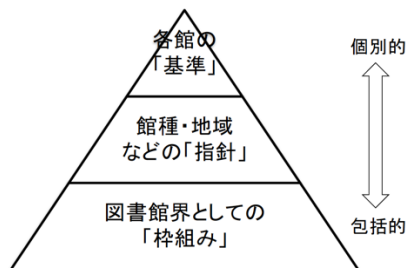 各館の
「基準」
個別的
館種・地域
などの「指針」
図書館界としての
「枠組み」
包括的